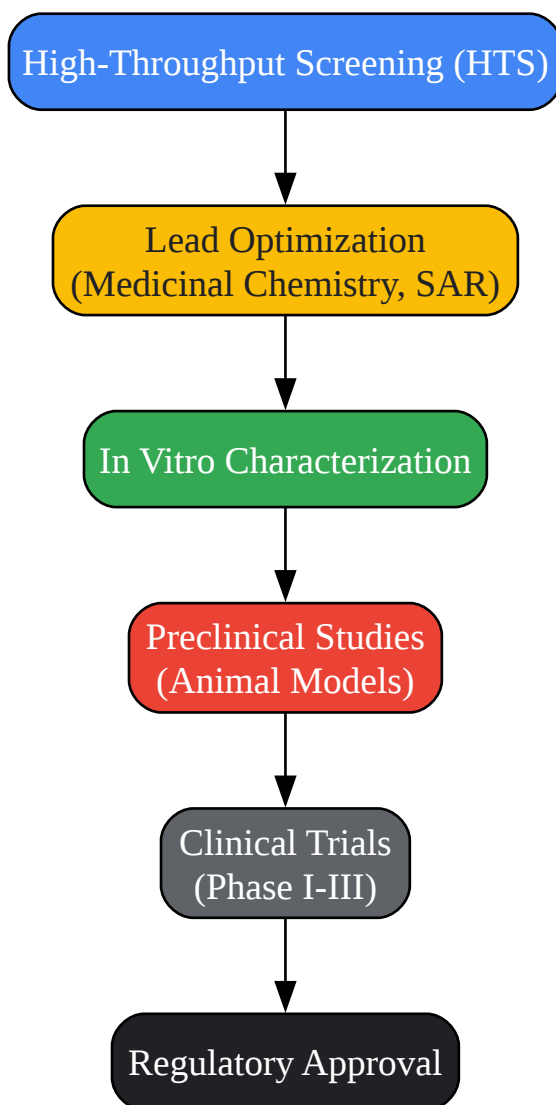 High-Throughput Screening (HTS)
Lead Optimization
(Medicinal Chemistry, SAR)
In Vitro Characterization
Preclinical Studies
(Animal Models)
Clinical Trials
(Phase I-III)
Regulatory Approval